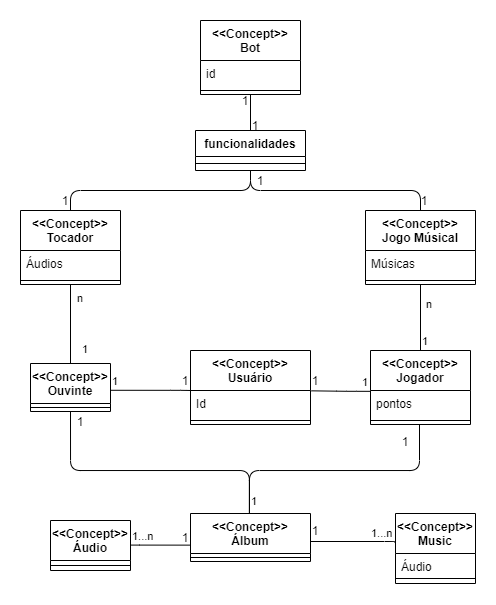 <<Concept>>
Bot
id
1
1
funcionalidades
1
1
1
<<Concept>>
Tocador
Áudios
<<Concept>>
Jogo Músical
Músicas
n
n
1
1
<<Concept>>
Ouvinte
1
1
<<Concept>>
Usuário
Id
1
1
<<Concept>>
Jogador
pontos
1
1
1
<<Concept>>
Áudio
1...n
1
<<Concept>>
Álbum
1
1...n
<<Concept>>
Music
Áudio